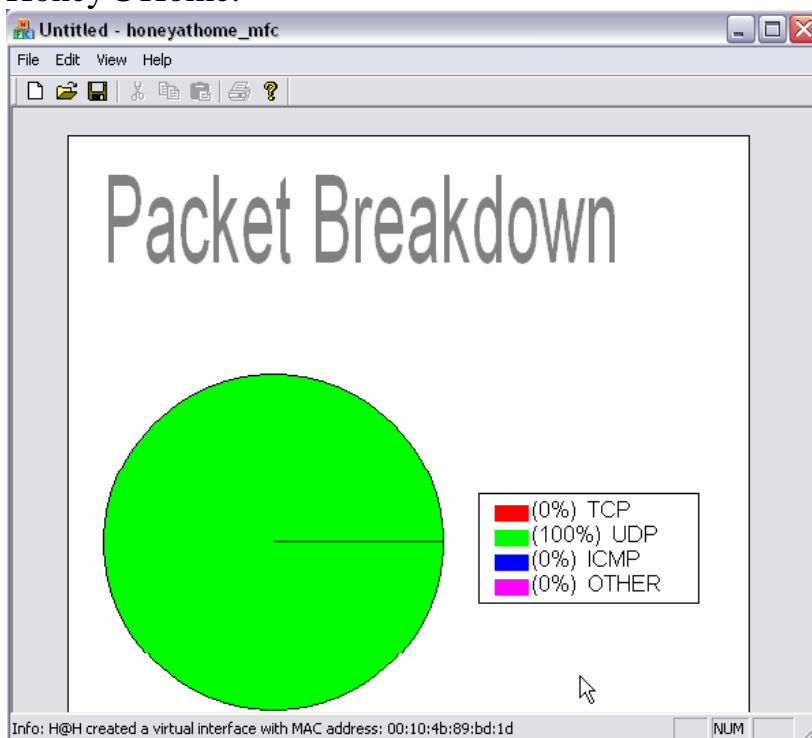 Untitled - honeyathome_mfc
File Edit View Help
Packet Breakdown
(0%) TCP
(100%) UDP
(0%) ICMP
(0%) OTHER
Info: H@H created a virtual interface with MAC address: 00:10:4b:89:bd:1d
NUM